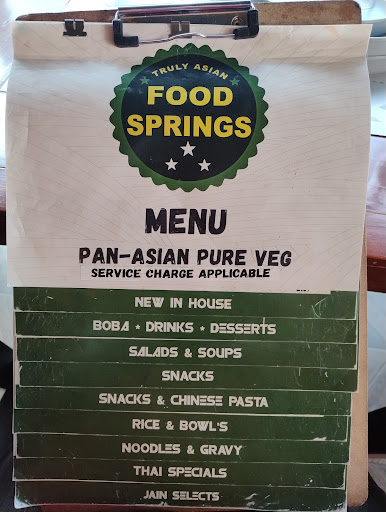 TRULY ASIAN
FOOD
SPRINGS
MENU
PAN-ASIAN PURE VEG
SERVICE CHARGE APPLICABLE
NEW IN HOUSE
BOBA * DRINKS * DESSERTS
SALADS & SOUPS
SNACKS
SNACKS & CHINESE PASTA
RICE & BOWL'S
NOODLES & GRAVY
THAI SPECIALS
JAIN SELECTS